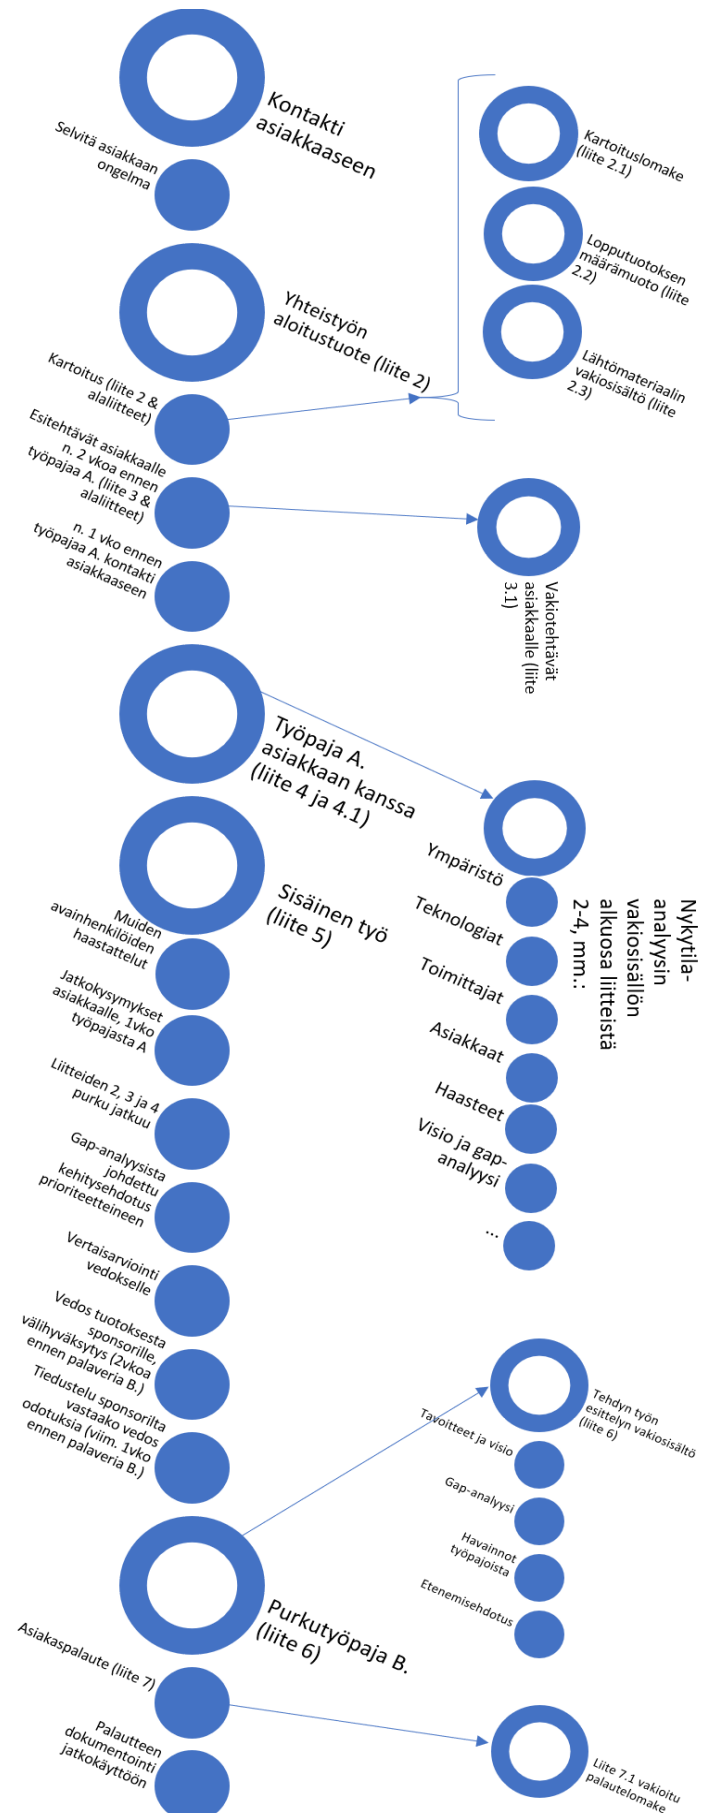 Kontakti
asiakkaaseen
Selvitä asiakkaan
ongelma
Yhteistyön
aloitustuote (liite 2)
Kartoitus (liite 2 &
alaliitteet)
Esitehtävät asiakkaalle
n. 2 vkoa ennen
työpajaa A. (liite 3 &
alaliitteet)
n. 1 vko ennen
työpajaa A. kontakti
asiakkaaseen
Kartoituslomake
(liite 2.1)
Lopputuotoksen
määrämuoto (liite
2.2)
Lähtömateriaalin
vakiosisältö (liite
2.3)
Vakiotehtävät
asiakkaalle (liite
3.1)
Työpaja A.
asiakkaan kanssa
(liite 4 ja 4.1)
Sisäinen työ
(liite 5)
Muiden
avainhenkilöiden
haastattelut
Jatkokysymykset
asiakkaalle, 1vko
työpajasta A
Liitteiden 2, 3 ja 4
purku jatkuu
Gap-analyysista
johdettu
kehitysehdotus
prioriteetteineen
Vertaisarviointi
vedokselle
Vedos tuotoksesta
sponsorille,
välihyväksytys (2vkoa
ennen palaveria B.)
Tiedustelu sponsorilta
vastaako vedos
odotuksia (viim. 1vko
ennen palaveria B.)
Nykytila-
analyysin
vakiosisällön
alkuosa liitteistä
2-4, mm.:
Ympäristö
Teknologiat
Toimittajat
Asiakkaat
Haasteet
Visio ja gap-
analyysi
...
Purkutyöpaja B.
(liite 6)
Asiakaspalaute (liite 7)
Palautteen
dokumentointi
jatkokäyttöön
Tehdyn työn
esittelyn vakiosisältö
(liite 6)
Tavoitteet ja visio
Gap-analyysi
Havainnot
työpajoista
Etenemisehdotus
Liite 7.1 vakioitu
palautelomake